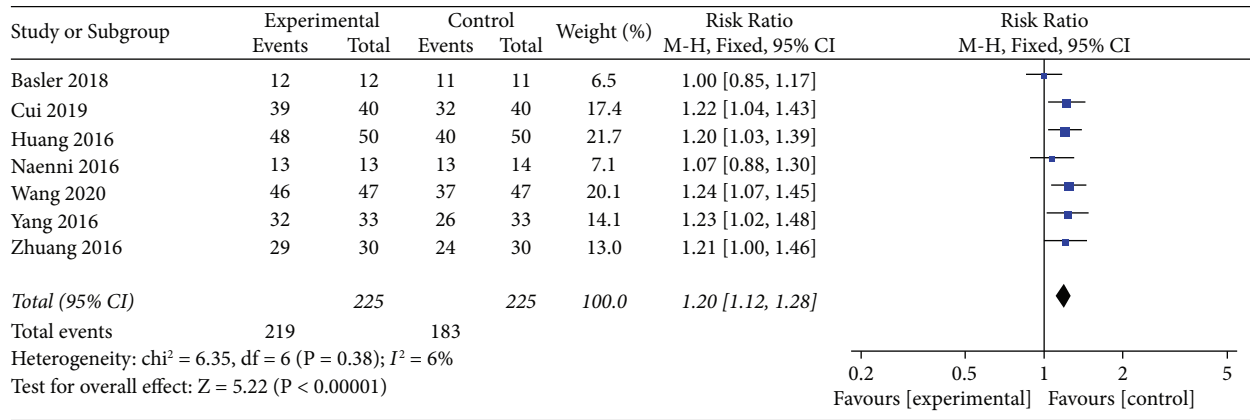 Study or Subgroup Experimental Control Weight (%) Risk Ratio Risk Ratio
Events Total Events Total M-H, Fixed, 95% CI M-H, Fixed, 95% CI
Basler 2018 12 12 11 11 6.5 1.00 [0.85, 1.17]
Cui 2019 39 40 32 40 17.4 1.22 [1.04, 1.43]
Huang 2016 48 50 40 50 21.7 1.20 [1.03, 1.39]
Naenni 2016 13 13 13 14 7.1 1.07 [0.88, 1.30]
Wang 2020 46 47 37 47 20.1 1.24 [1.07, 1.45]
Yang 2016 32 33 26 33 14.1 1.23 [1.02, 1.48]
Zhuang 2016 29 30 24 30 13.0 1.21 [1.00, 1.46]
Total (95% CI) 225 225 100.0 1.20 [1.12, 1.28]
Total events 219 183
Heterogeneity: chi² = 6.35, df = 6 (P = 0.38); I² = 6%
Test for overall effect: Z = 5.22 (P < 0.00001)
0.2 0.5 1 2 5
Favours [experimental] Favours [control]